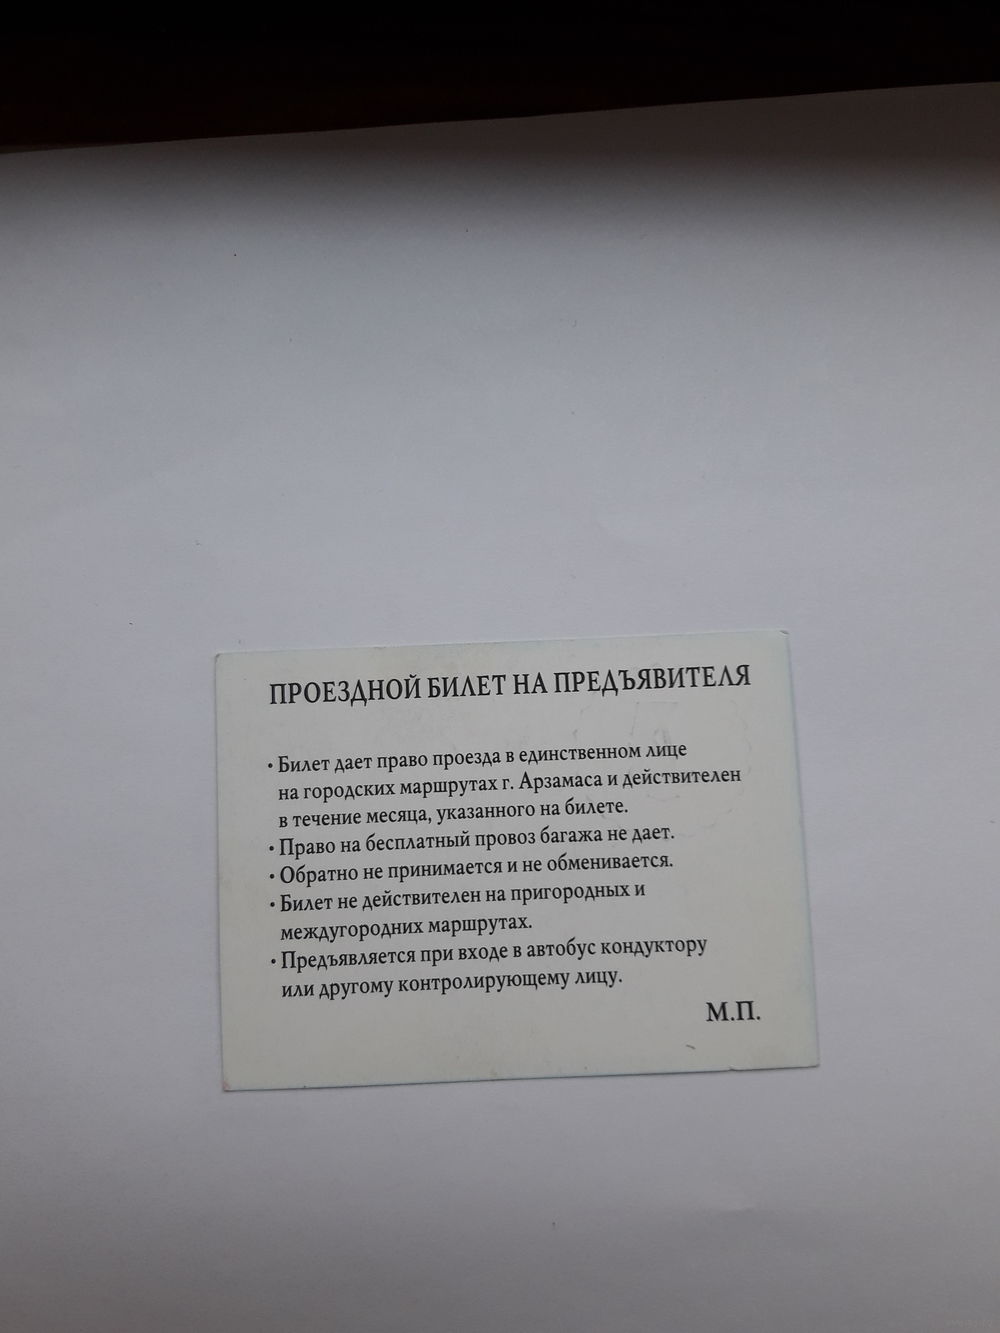 ПРОЕЗДНОЙ БИЛЕТ НА ПРЕДЪЯВИТЕЛЯ
• Билет дает право проезда в единственном лице
на городских маршрутах г. Арзамаса и действителен
в течение месяца, указанного на билете.
• Право на бесплатный провоз багажа не дает.
• Обратно не принимается и не обменивается.
• Билет не действителен на пригородных и
междугородних маршрутах.
• Предъявляется при входе в автобус кондуктору
или другому контролирующему лицу.
М.П.